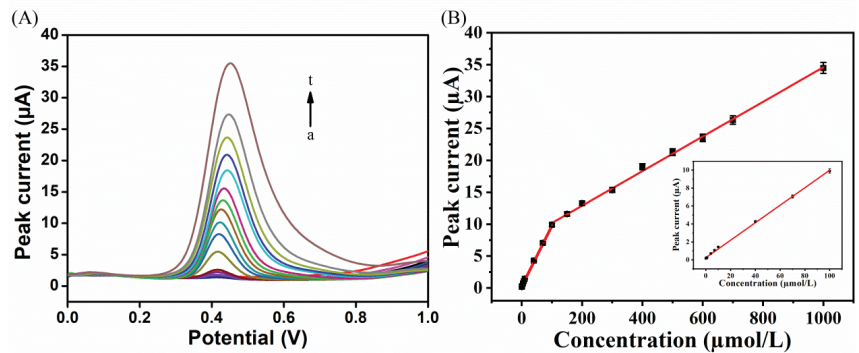 (A)
40
35
30
25
20
15
10
5
0
Peak current (µA)
0.0 0.2 0.4 0.6 0.8 1.0
Potential (V)
t
a
(B)
40
35
30
25
20
15
10
5
0
Peak current (µA)
0 200 400 600 800 1000
Concentration (µmol/L)
10
8
6
4
2
0
Peak current (µA)
0 20 40 60 80 100
Concentration (µmol/L)